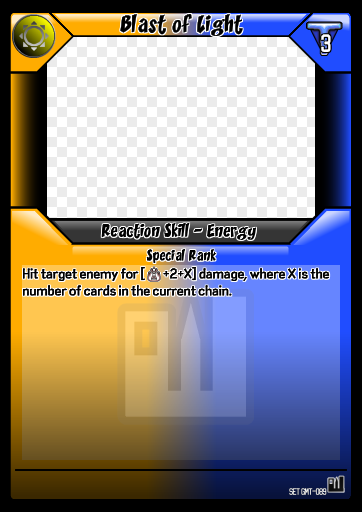 Blast of Light
3
Reaction Skill - Energy
Special Rank
Hit target enemy for [ +2+X] damage, where X is the
number of cards in the current chain.
SET GMT-089